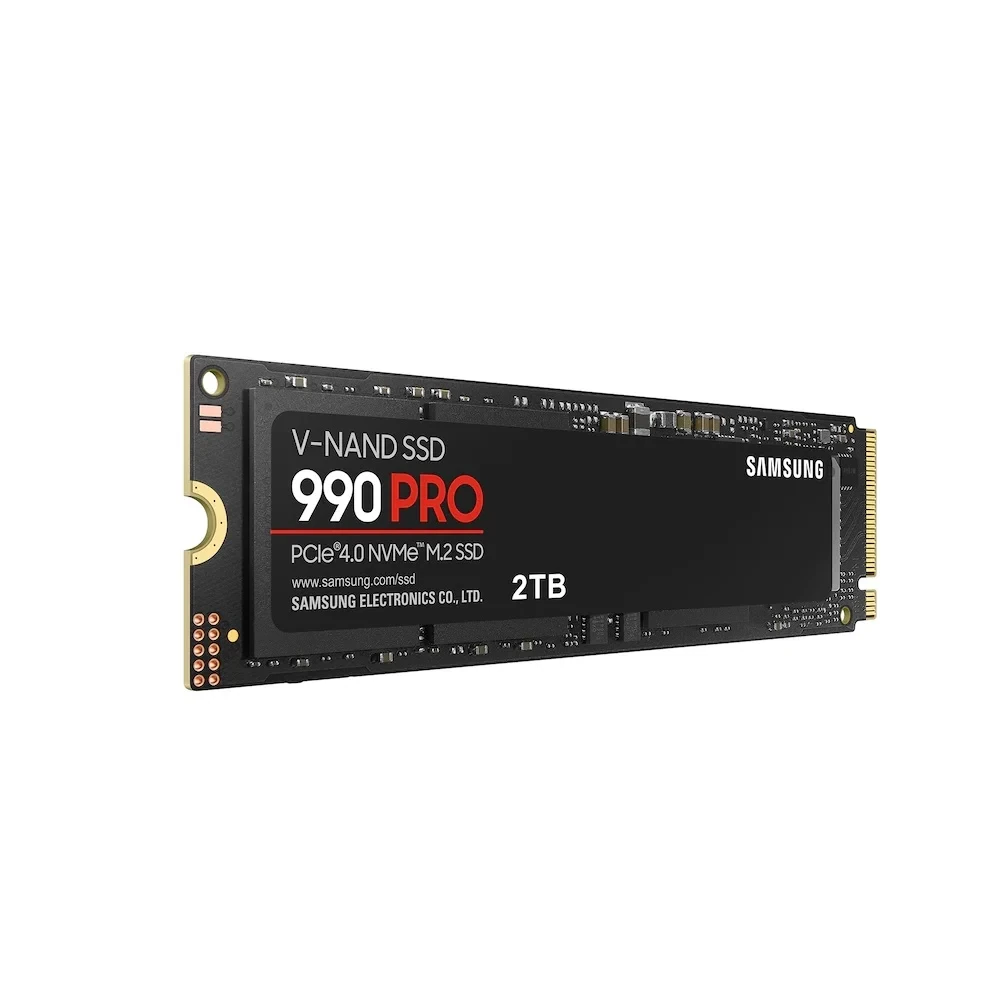 V-NAND SSD
990 PRO
PCIe®4.0 NVMe™ M.2 SSD
www.samsung.com/ssd
SAMSUNG ELECTRONICS CO., LTD.
2TB
SAMSUNG